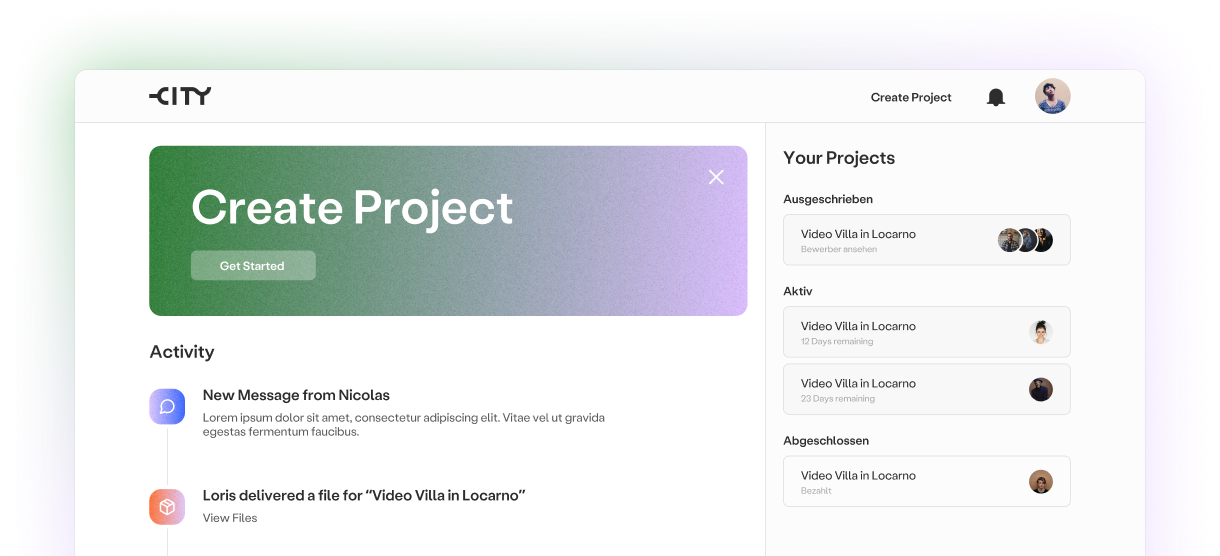 CITY
Create Project
Create Project
Get Started
Activity
New Message from Nicolas
Lorem ipsum dolor sit amet, consectetur adipiscing elit. Vitae vel ut gravida
egestas fermentum faucibus.
Loris delivered a file for “Video Villa in Locarno”
View Files
Your Projects
Ausgeschrieben
Video Villa in Locarno
Bewerber ansehen
Aktiv
Video Villa in Locarno
12 Days remaining
Video Villa in Locarno
23 Days remaining
Abgeschlossen
Video Villa in Locarno
Bezahlt